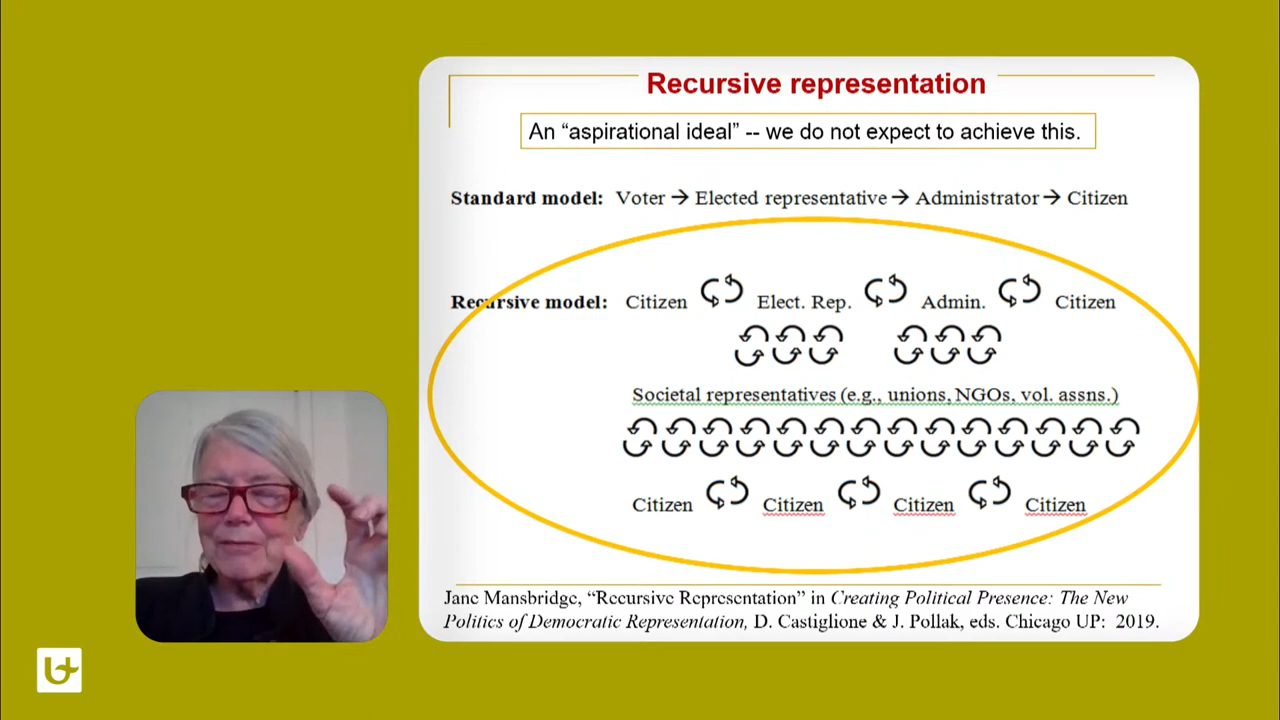 Recursive representation
An “aspirational ideal” -- we do not expect to achieve this.
Standard model: Voter → Elected representative → Administrator → Citizen
Recursive model: Citizen Elect. Rep. Admin. Citizen
Societal representatives (e.g., unions, NGOs, vol. assns.)
Citizen Citizen Citizen Citizen
Jane Mansbridge, “Recursive Representation” in Creating Political Presence: The New
Politics of Democratic Representation, D. Castiglione & J. Pollak, eds. Chicago UP: 2019.